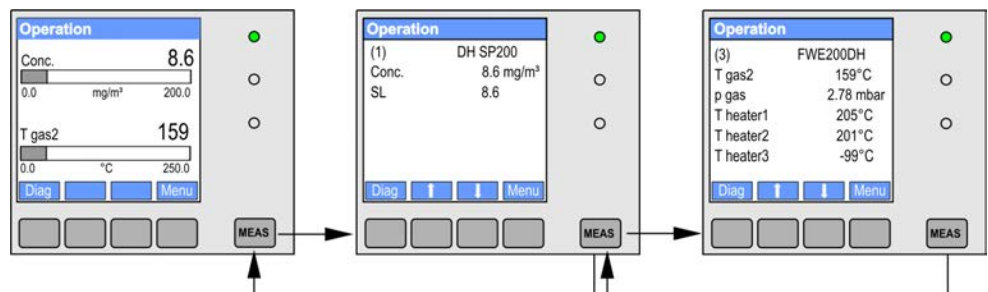 Operation
Conc. 8.6
0.0 mg/m³ 200.0
T gas2 159
0.0 °C 250.0
Diag Menu
MEAS
Operation
(1) DH SP200
Conc. 8.6 mg/m³
SL 8.6
Diag Menu
MEAS
Operation
(3) FWE200DH
T gas2 159°C
p gas 2.78 mbar
T heater1 205°C
T heater2 201°C
T heater3 -99°C
Diag Menu
MEAS